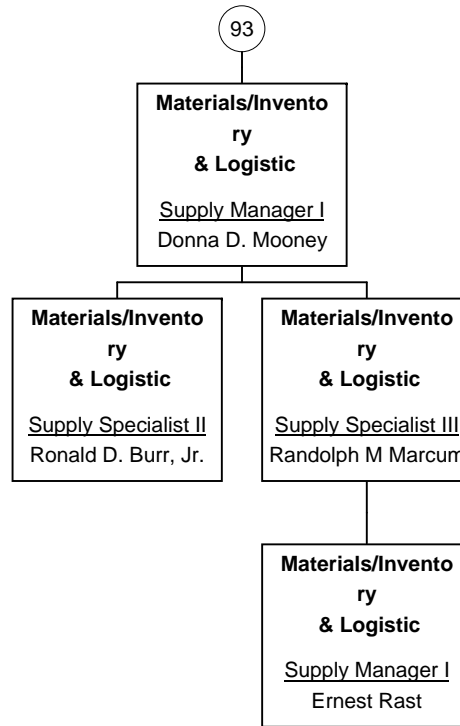 93
Materials/Invento
ry
& Logistic
Supply Manager I
Donna D. Mooney
Materials/Invento
ry
& Logistic
Supply Specialist II
Ronald D. Burr, Jr.
Materials/Invento
ry
& Logistic
Supply Specialist III
Randolph M Marcum
Materials/Invento
ry
& Logistic
Supply Manager I
Ernest Rast